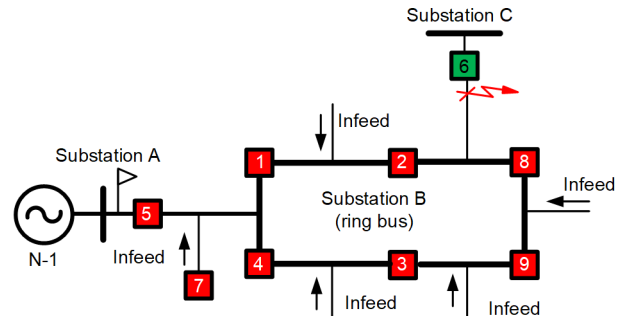 Substation C
6
Infeed
Substation A
1
2
8
Substation B
(ring bus)
Infeed
5
N-1
Infeed
7
4
3
9
Infeed
Infeed